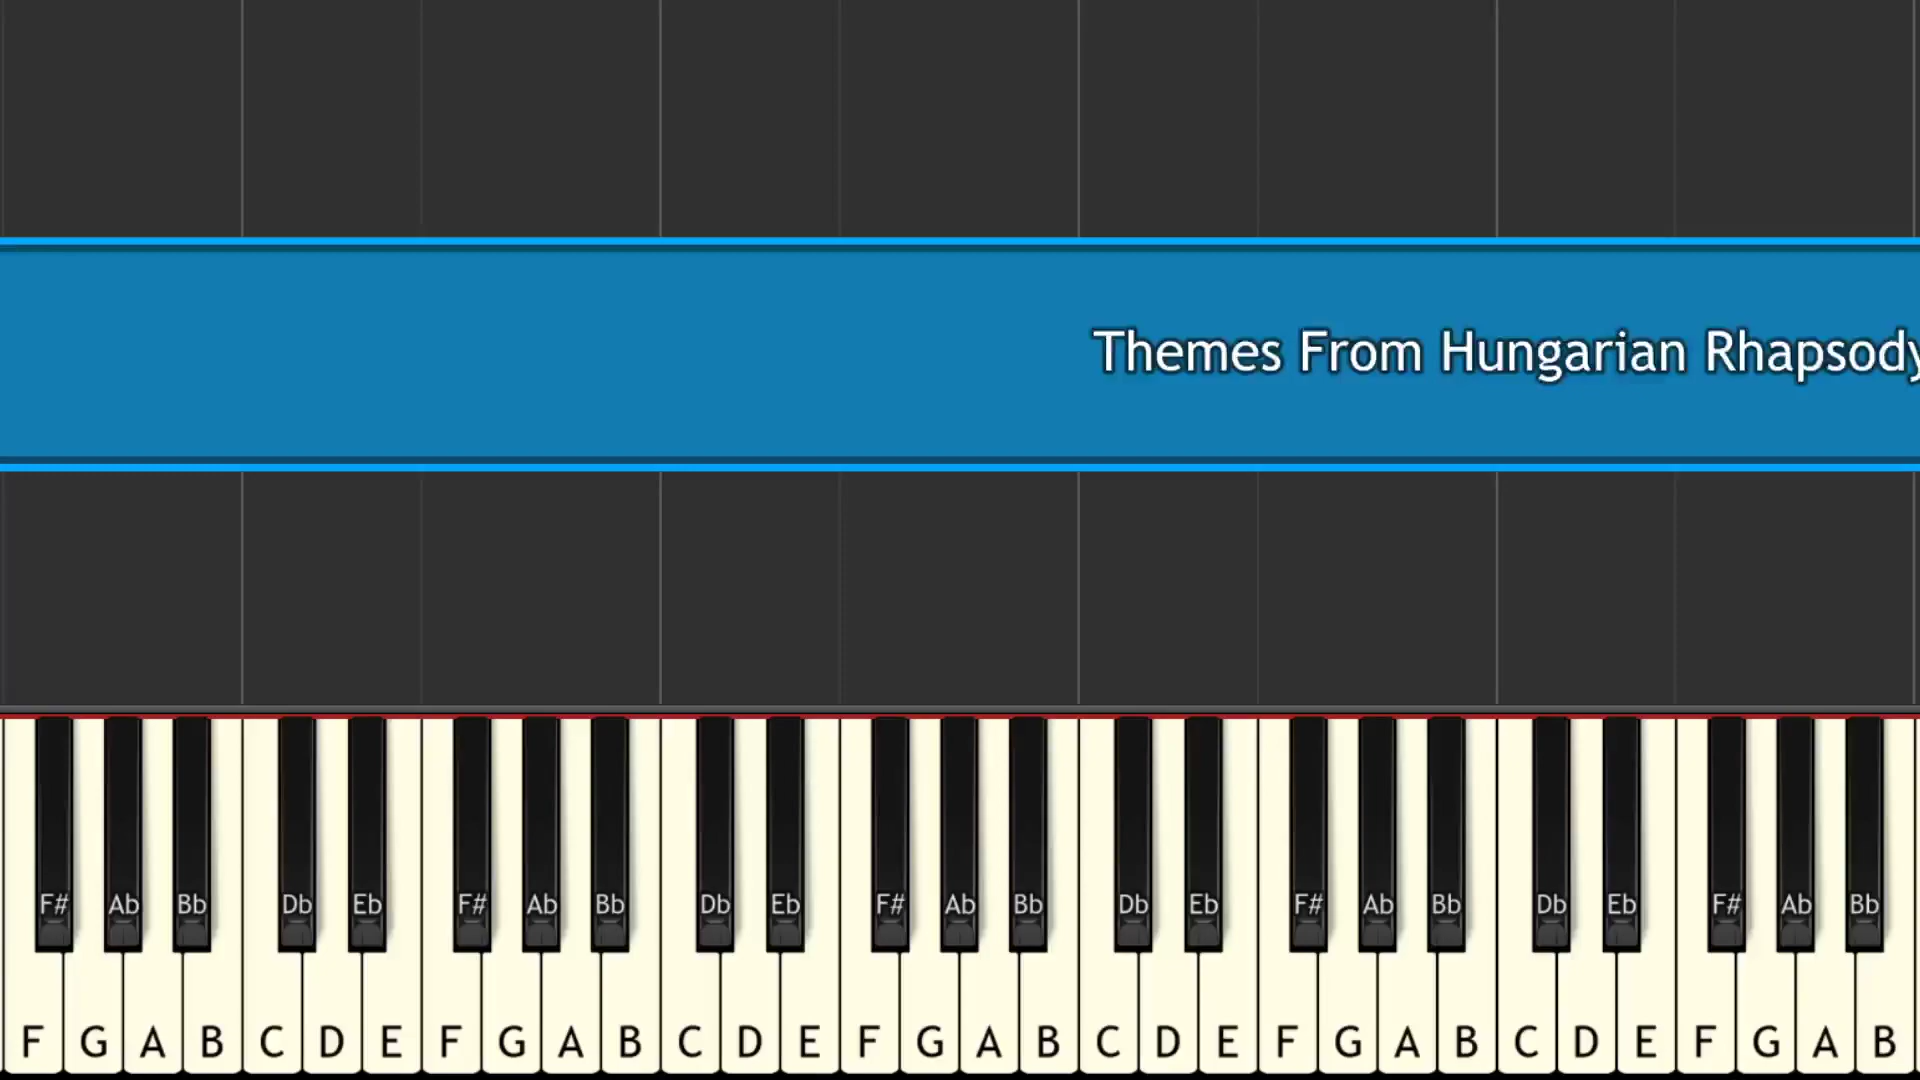 Themes From Hungarian Rhapsody
F# Ab Bb Db Eb F# Ab Bb Db Eb F# Ab Bb Db Eb F# Ab Bb Db Eb F# Ab Bb
F G A B C D E F G A B C D E F G A B C D E F G A B C D E F G A B